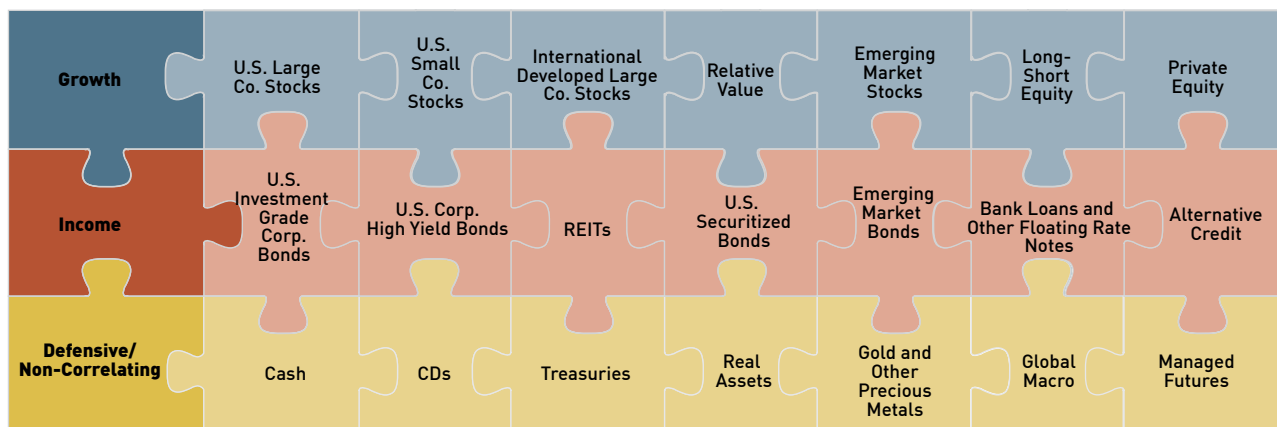 Growth
U.S. Large
Co. Stocks
U.S.
Small
Co.
Stocks
International
Developed Large
Co. Stocks
Relative
Value
Emerging
Market
Stocks
Long-
Short
Equity
Private
Equity
Income
U.S.
Investment
Grade
Corp.
Bonds
U.S. Corp.
High Yield Bonds
REITs
U.S.
Securitized
Bonds
Emerging
Market
Bonds
Bank Loans and
Other Floating Rate
Notes
Alternative
Credit
Defensive/
Non-Correlating
Cash
CDs
Treasuries
Real
Assets
Gold and
Other
Precious
Metals
Global
Macro
Managed
Futures